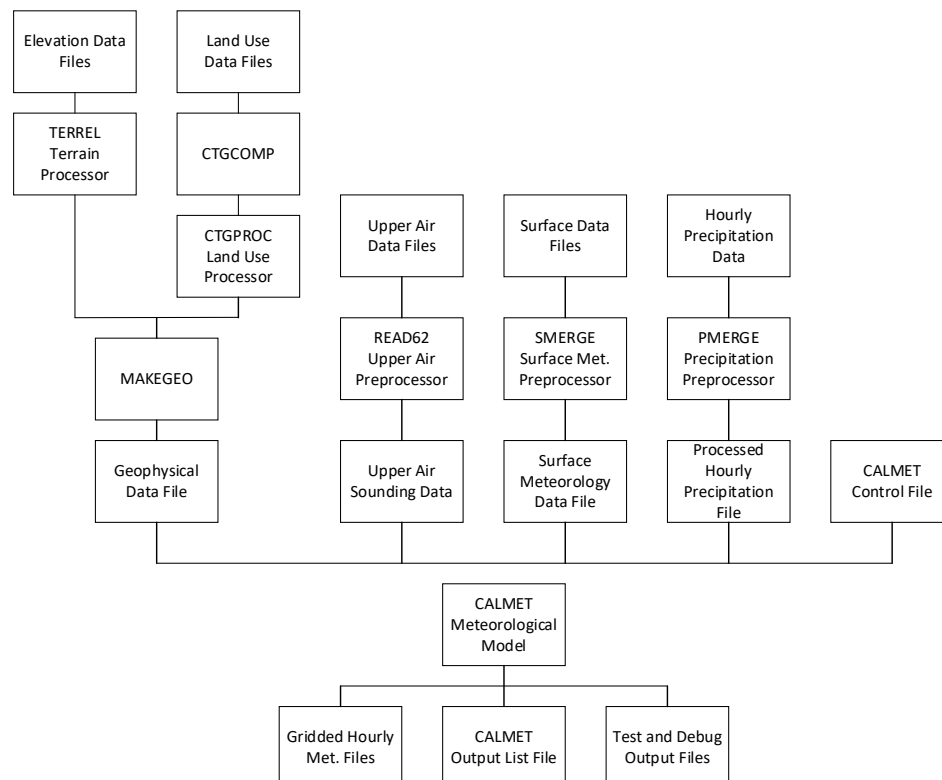 Elevation Data
Files
Land Use
Data Files
TERREL
Terrain
Processor
CTGCOMP
CTGPROC
Land Use
Processor
Upper Air
Data Files
Surface Data
Files
Hourly
Precipitation
Data
MAKEGEO
READ62
Upper Air
Preprocessor
SMERGE
Surface Met.
Preprocessor
PMERGE
Precipitation
Preprocessor
Geophysical
Data File
Upper Air
Sounding Data
Surface
Meteorology
Data File
Processed
Hourly
Precipitation
File
CALMET
Control File
CALMET
Meteorological
Model
Gridded Hourly
Met. Files
CALMET
Output List File
Test and Debug
Output Files